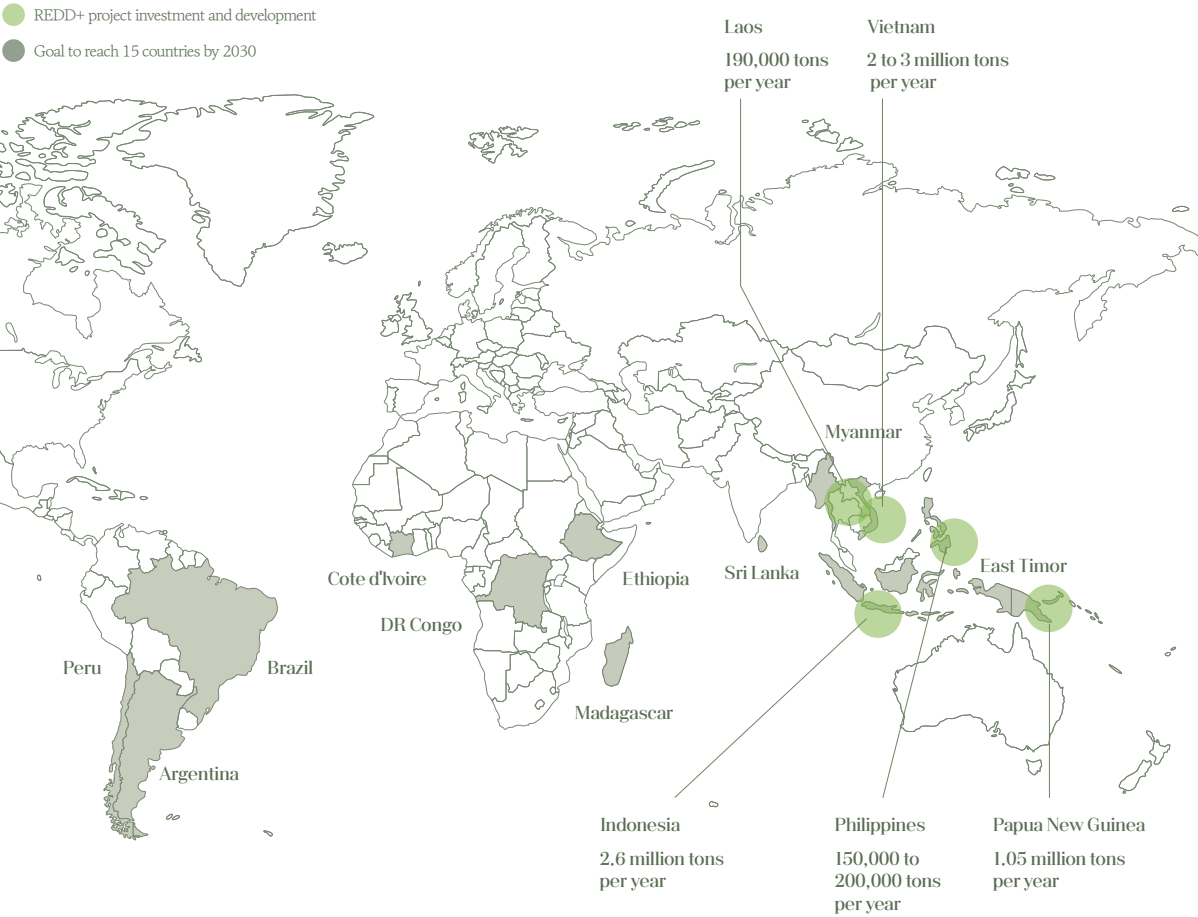 REDD+ project investment and development
Goal to reach 15 countries by 2030
Laos
190,000 tons
per year
Vietnam
2 to 3 million tons
per year
Myanmar
Cote d'Ivoire
Ethiopia
Sri Lanka
East Timor
DR Congo
Peru
Brazil
Madagascar
Argentina
Indonesia
2.6 million tons
per year
Philippines
150,000 to
200,000 tons
per year
Papua New Guinea
1.05 million tons
per year